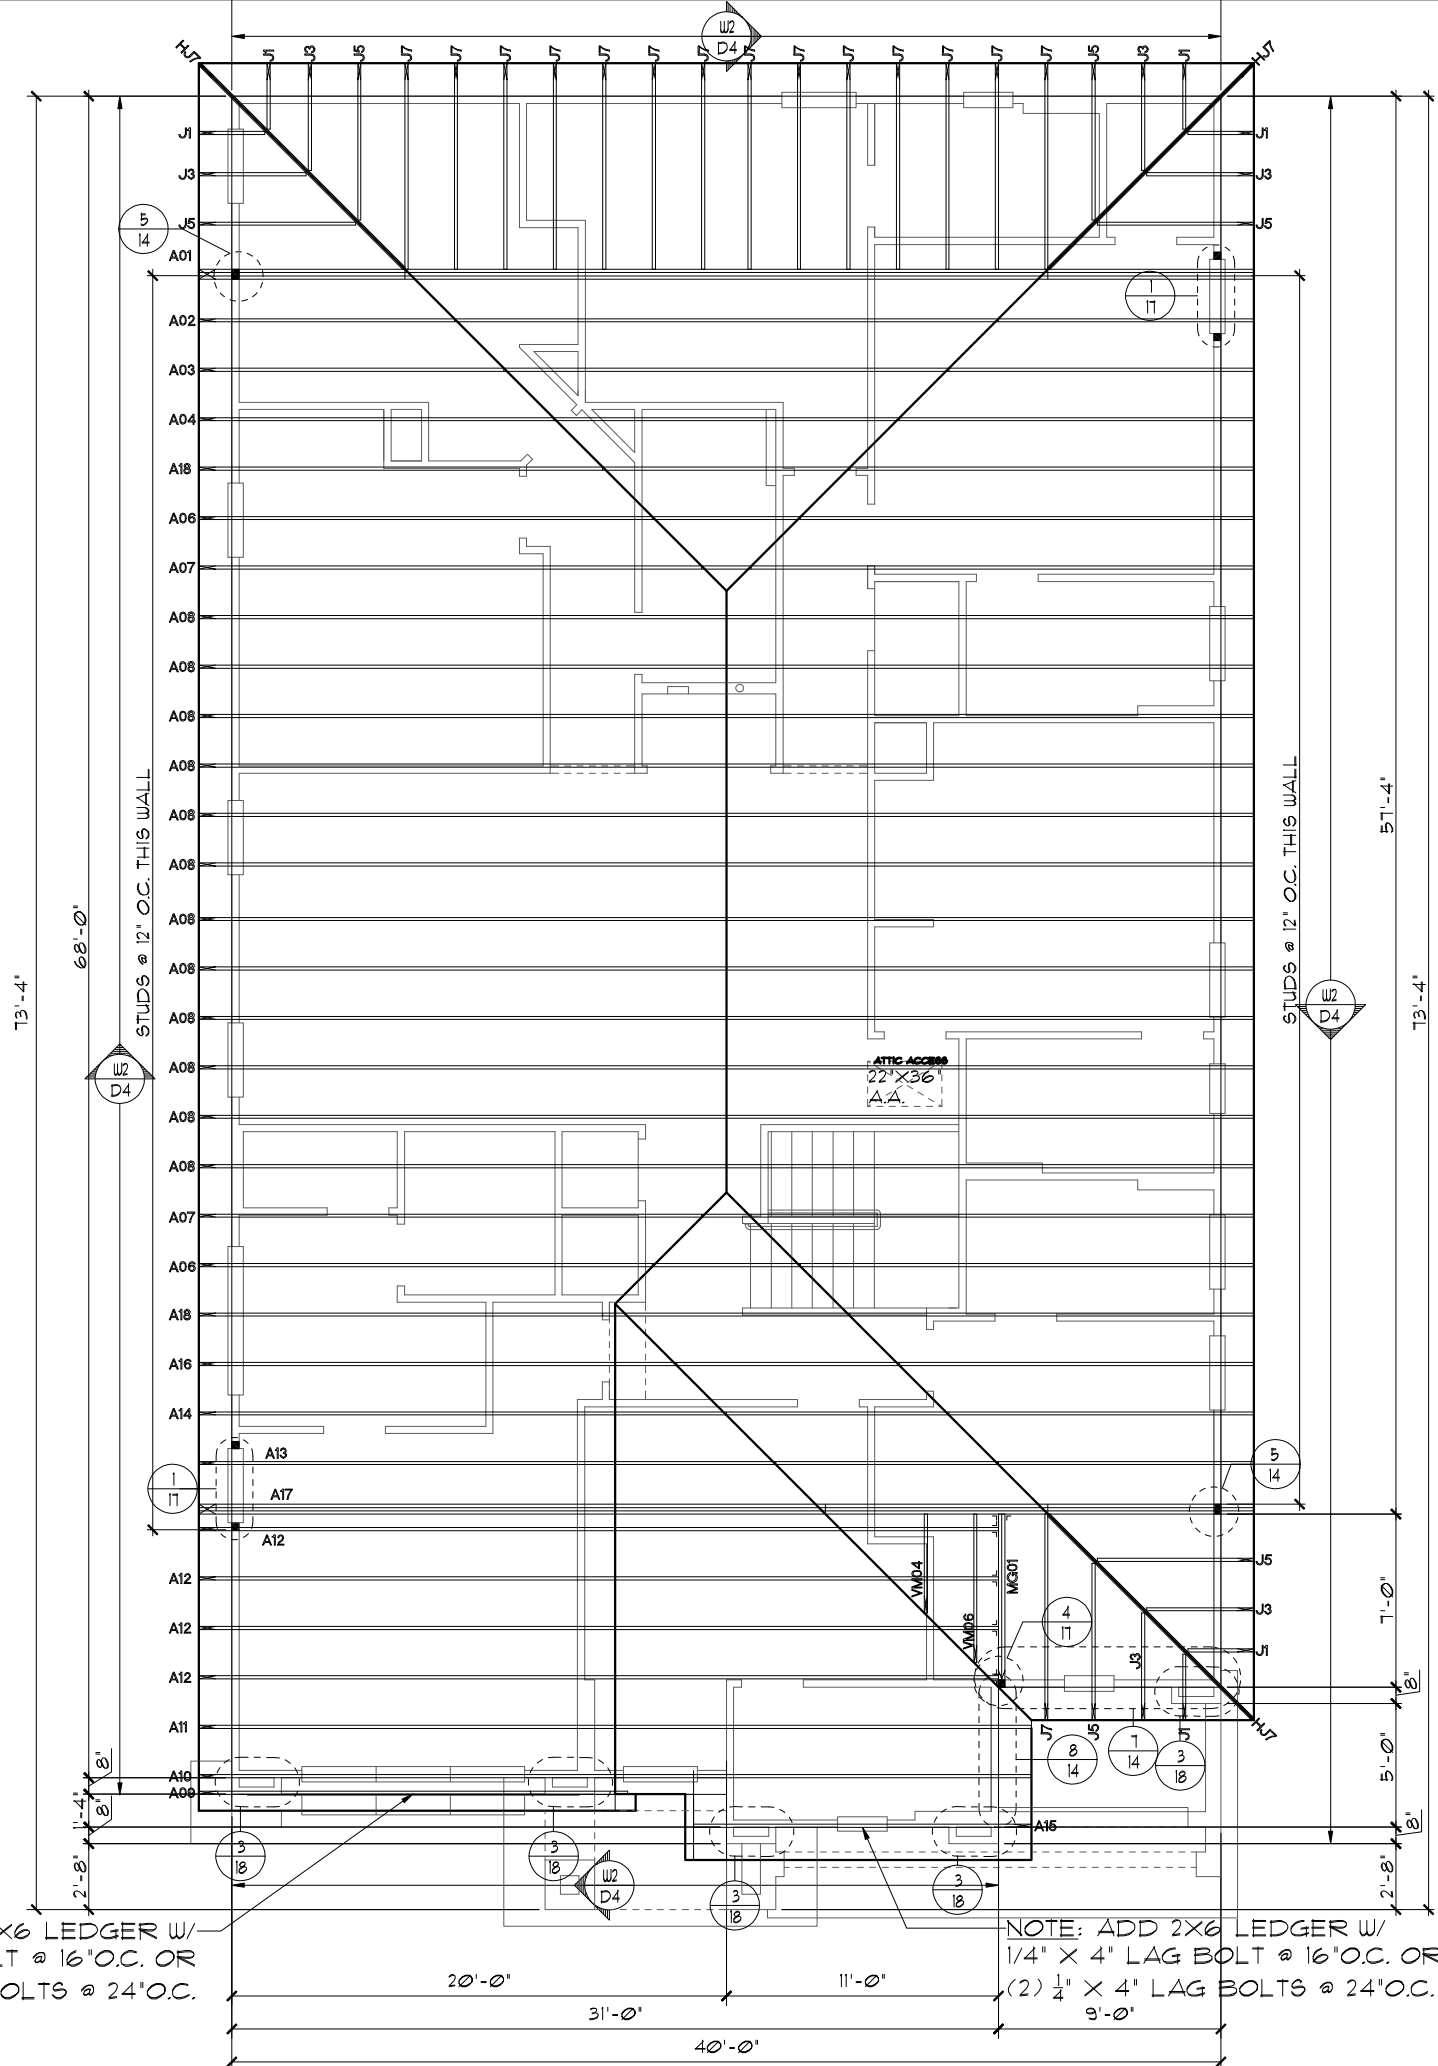 W2
D4
HJ7
J1
J3
J5
J7
J7
J7
J7
J7
J7
J7
J7
J7
J7
J7
J7
J7
J7
J5
J3
J1
HJ7
J1
J3
J5
J1
J3
J5
5
14
1
17
A01
A02
A03
A04
A18
A06
A07
A08
A08
A08
A08
A08
A08
A08
A08
A08
A08
A08
A08
A07
A06
A18
A16
A14
A13
A17
A12
A12
A12
A12
A11
A10
A09
STUDS @ 12" O.C. THIS WALL
STUDS @ 12" O.C. THIS WALL
73'-4"
68'-0"
57'-4"
73'-4"
W2
D4
W2
D4
ATTIC ACCESS
22"X36"
A.A.
1
17
5
14
VM04
VM06
MG01
J5
J3
J1
J3
4
17
7'-0"
8"
J7
J5
J1
HJ7
8
14
7
14
3
18
5'-0"
8"
8"
1'-4"
8"
2'-8"
2'-8"
A15
3
18
3
18
W2
D4
3
18
3
18
X6 LEDGER W/
LT @ 16"O.C. OR
OLTS @ 24"O.C.
NOTE: ADD 2X6 LEDGER W/
1/4" X 4" LAG BOLT @ 16"O.C. OR
(2) 1/4" X 4" LAG BOLTS @ 24"O.C.
20'-0"
11'-0"
31'-0"
9'-0"
40'-0"